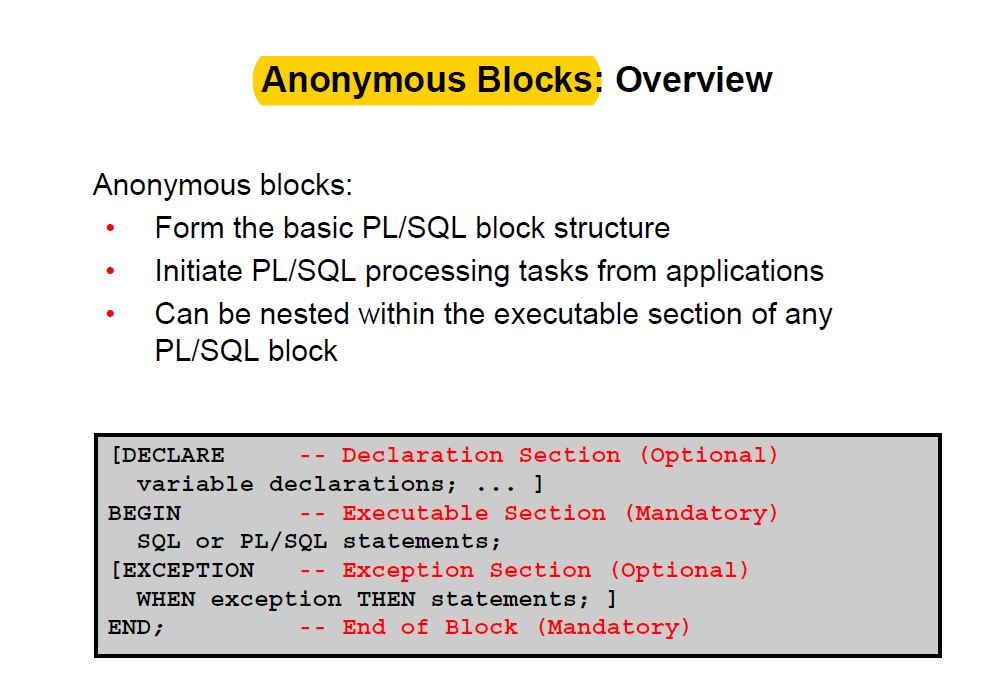 Anonymous Blocks: Overview
Anonymous blocks:
• Form the basic PL/SQL block structure
• Initiate PL/SQL processing tasks from applications
• Can be nested within the executable section of any
PL/SQL block
[DECLARE -- Declaration Section (Optional)
variable declarations; ... ]
BEGIN -- Executable Section (Mandatory)
SQL or PL/SQL statements;
[EXCEPTION -- Exception Section (Optional)
WHEN exception THEN statements; ]
END; -- End of Block (Mandatory)